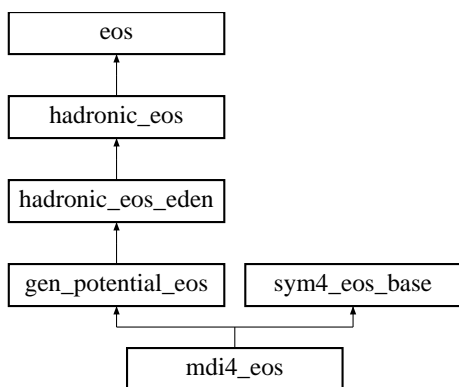 eos
hadronic_eos
hadronic_eos_eden
gen_potential_eos sym4_eos_base
mdi4_eos